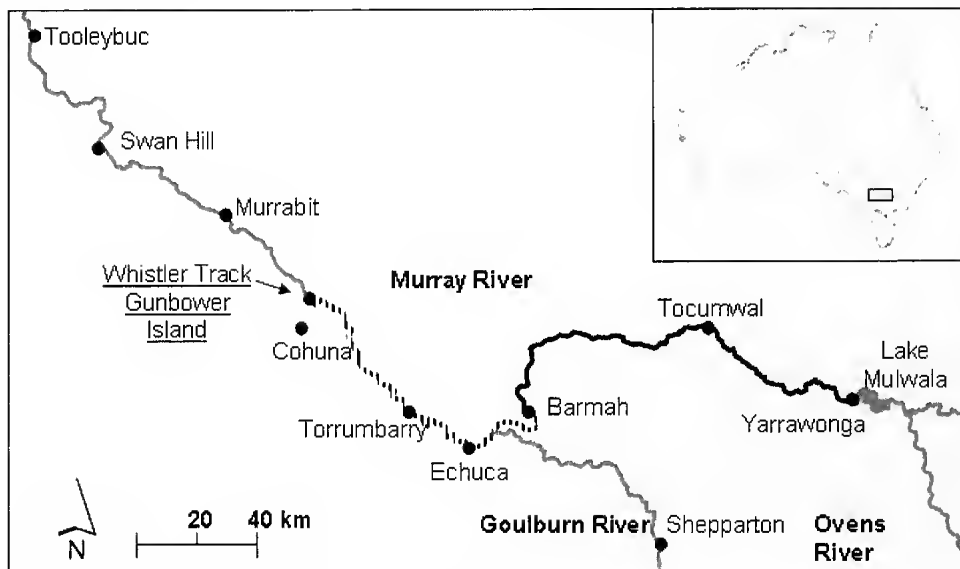 Tooleybuc
Swan Hill
Murrabit
Whistler Track
Gunbower
Island
Murray River
Cohuna
Tocumwal
Lake
Mulwala
Torrumbarry
Barmah
Yarrawonga
Echuca
20 40 km
N
Goulburn River
Shepparton
Ovens
River